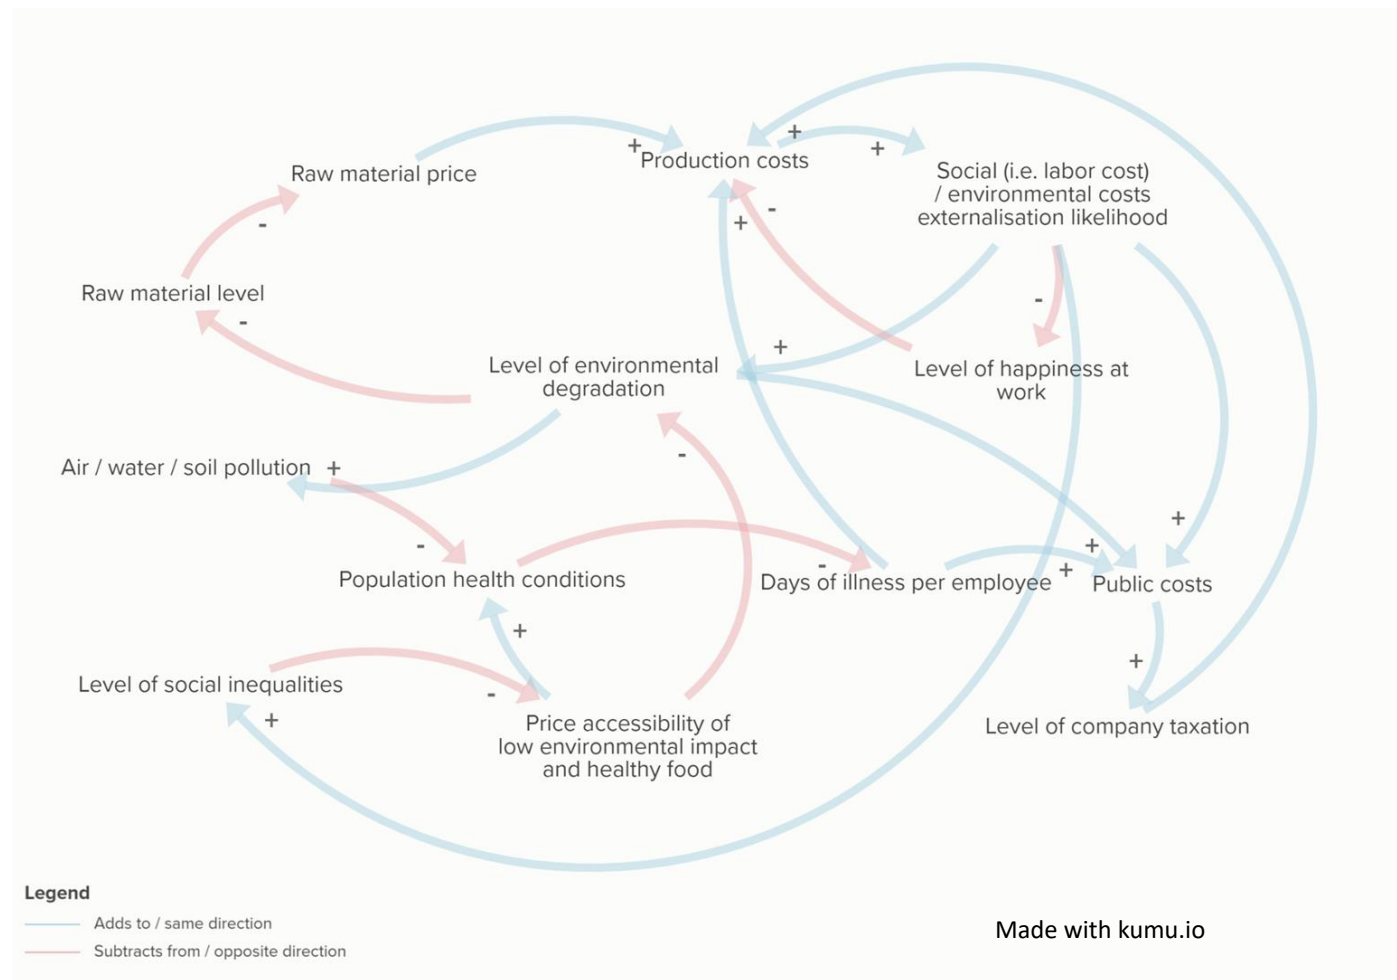 +
+
+
Production costs
Raw material price
Social (i.e. labor cost)
/ environmental costs
externalisation likelihood
-
-
+
Raw material level
-
-
+
Level of environmental
degradation
Level of happiness at
work
-
Air / water / soil pollution
+
+
-
+
-
+
Population health conditions
Days of illness per employee
Public costs
+
+
Level of social inequalities
-
+
Price accessibility of
low environmental impact
and healthy food
Level of company taxation
Legend
Adds to / same direction
Subtracts from / opposite direction
Made with kumu.io